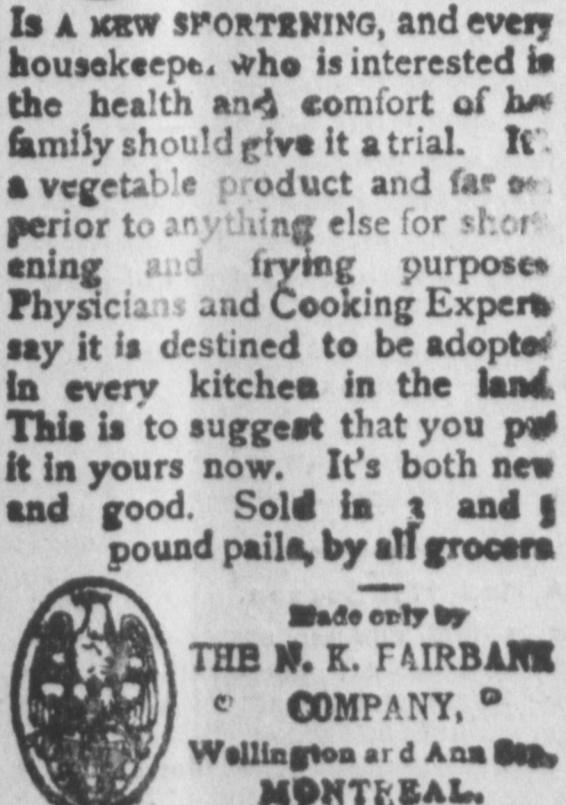 IS A NEW SHORTENING, and every
housekeeper who is interested in
the health and comfort of her
family should give it a trial. It's
a vegetable product and far su-
perior to anything else for short-
ening and frying purposes
Physicians and Cooking Experts
say it is destined to be adopted
in every kitchen in the land.
This is to suggest that you put
it in yours now. It's both new
and good. Sold in 3 and 5
pound pails, by all grocers
Made only by
THE N. K. FAIRBANK
COMPANY,
Wellington and Ann Sts.,
MONTREAL.